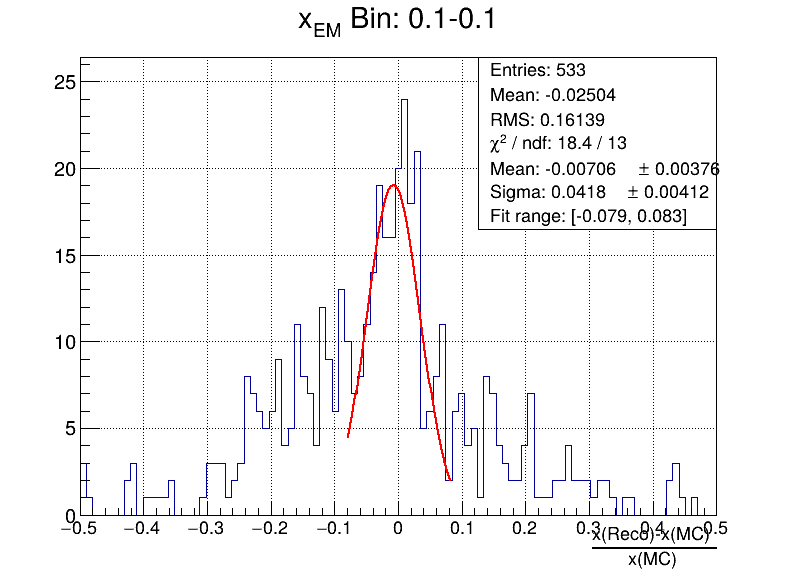 x_EM Bin: 0.1-0.1
Entries: 533
Mean: -0.02504
RMS: 0.16139
χ² / ndf: 18.4 / 13
Mean: -0.00706 ± 0.00376
Sigma: 0.0418 ± 0.00412
Fit range: [-0.079, 0.083]
25
20
15
10
5
0
−0.5 −0.4 −0.3 −0.2 −0.1 0 0.1 0.2 0.3 0.4 0.5
x(Reco)-x(MC)
x(MC)